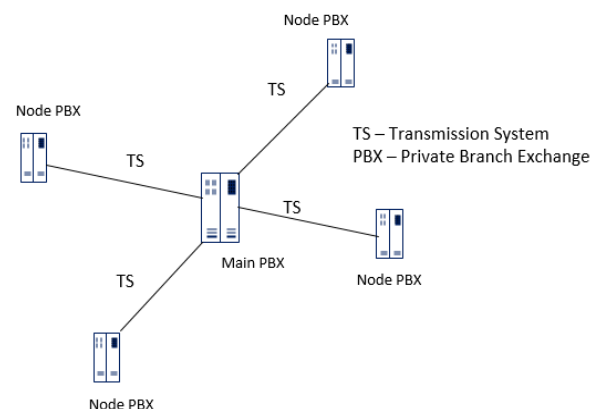 Node PBX
TS
Node PBX
TS – Transmission System
PBX – Private Branch Exchange
TS
TS
Main PBX
Node PBX
TS
Node PBX